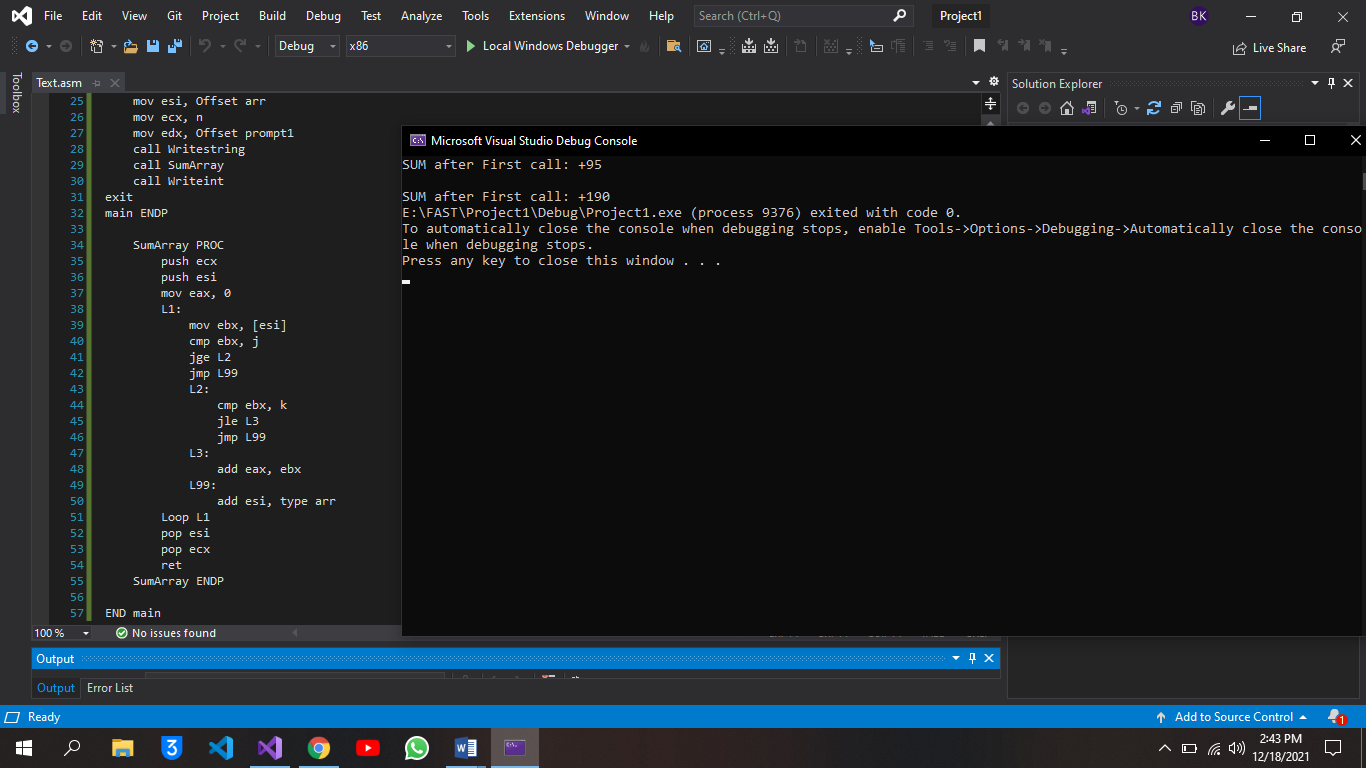 File Edit View Git Project Build Debug Test Analyze Tools Extensions Window Help Search (Ctrl+Q) Project1 BK
Debug x86 Local Windows Debugger Live Share
Toolbox
Text.asm
Solution Explorer
25 mov esi, Offset arr
26 mov ecx, n
27 mov edx, Offset prompt1
28 call Writestring
29 call SumArray
30 call Writeint
31 exit
32 main ENDP
33
34 SumArray PROC
35 push ecx
36 push esi
37 mov eax, 0
38 L1:
39 mov ebx, [esi]
40 cmp ebx, j
41 jge L2
42 jmp L99
43 L2:
44 cmp ebx, k
45 jle L3
46 jmp L99
47 L3:
48 add eax, ebx
49 L99:
50 add esi, type arr
51 Loop L1
52 pop esi
53 pop ecx
54 ret
55 SumArray ENDP
56
57 END main
C:\ Microsoft Visual Studio Debug Console
SUM after First call: +95
SUM after First call: +190
E:\FAST\Project1\Debug\Project1.exe (process 9376) exited with code 0.
To automatically close the console when debugging stops, enable Tools->Options->Debugging->Automatically close the conso
le when debugging stops.
Press any key to close this window . . .
100 % No issues found
Output
Output Error List
Ready Add to Source Control 1
2:43 PM
12/18/2021